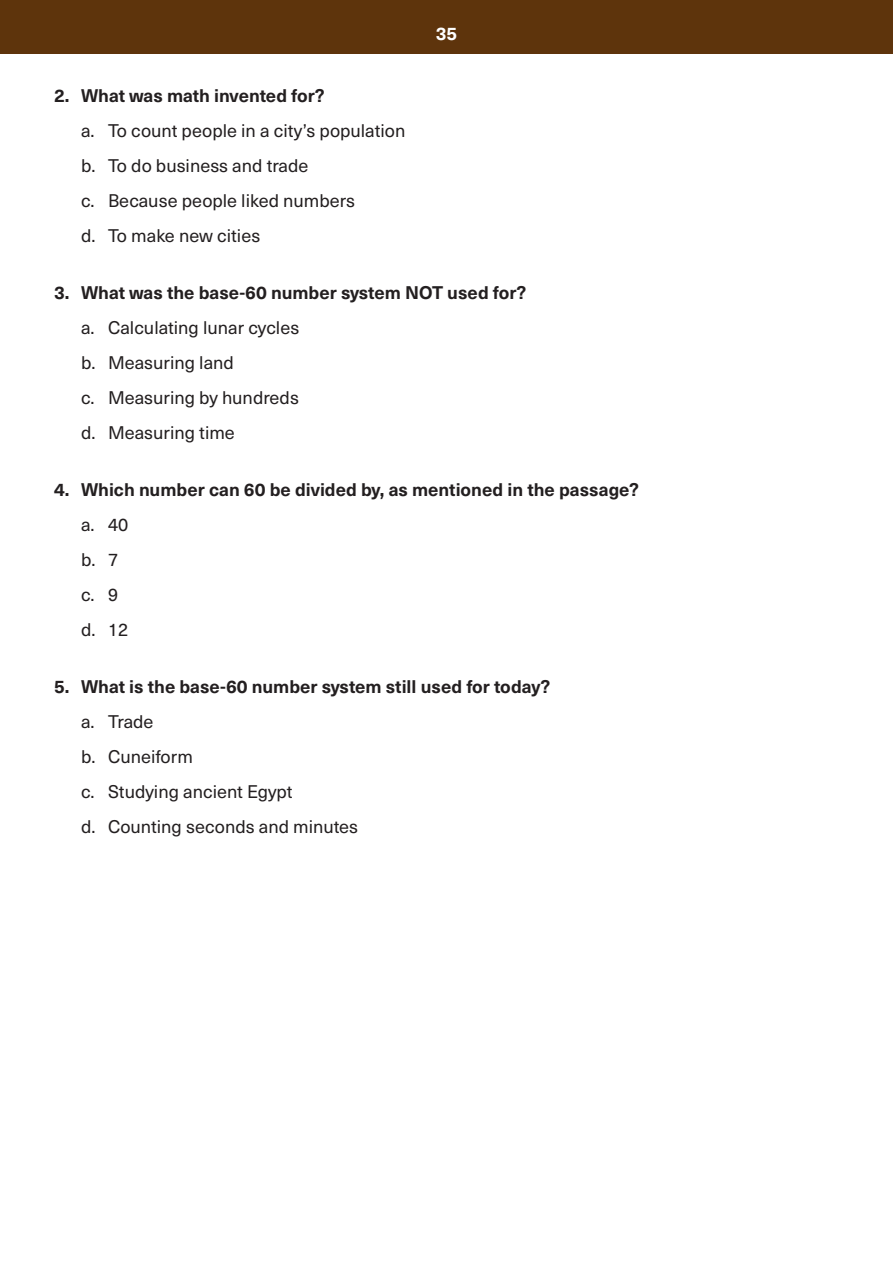 35
2. What was math invented for?
a. To count people in a city's population
b. To do business and trade
c. Because people liked numbers
d. To make new cities
3. What was the base-60 number system NOT used for?
a. Calculating lunar cycles
b. Measuring land
c. Measuring by hundreds
d. Measuring time
4. Which number can 60 be divided by, as mentioned in the passage?
a. 40
b. 7
c. 9
d. 12
5. What is the base-60 number system still used for today?
a. Trade
b. Cuneiform
c. Studying ancient Egypt
d. Counting seconds and minutes